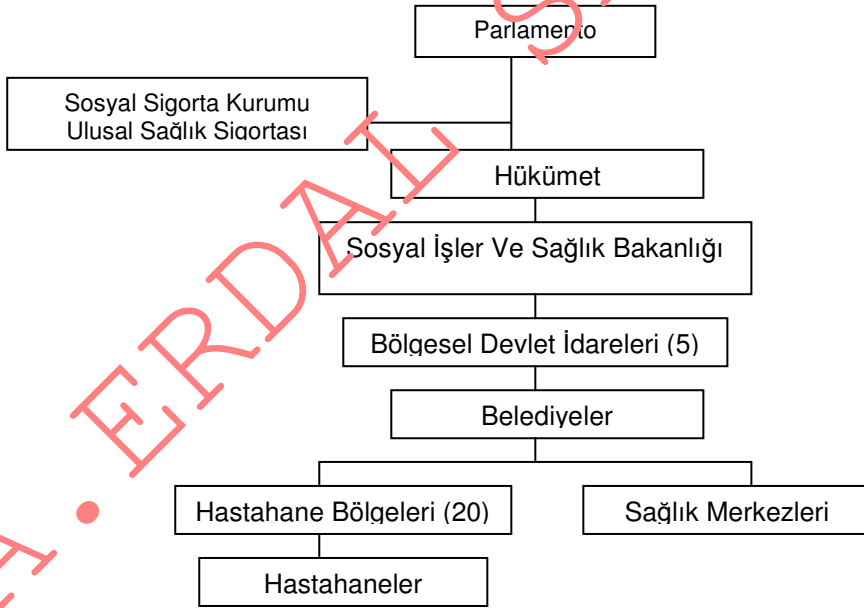 Parlamento
Sosyal Sigorta Kurumu
Ulusal Sağlık Sigortası
Hükümet
Sosyal İşler Ve Sağlık Bakanlığı
Bölgesel Devlet İdareleri (5)
Belediyeler
Hastahane Bölgeleri (20)
Sağlık Merkezleri
Hastahaneler
A. ERDAL